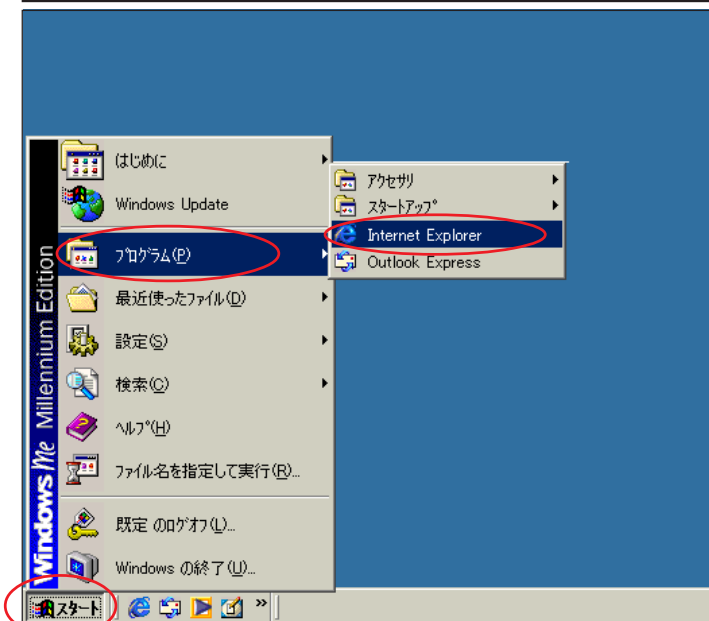 はじめに
Windows Update
プログラム(P)
最近使ったファイル(D)
設定(S)
検索(C)
ヘルプ(H)
ファイル名を指定して実行(R)...
既定 のログオフ(L)...
Windows の終了(U)...
Windows Me Millennium Edition
アクセサリ
スタートアップ
Internet Explorer
Outlook Express
スタート
»